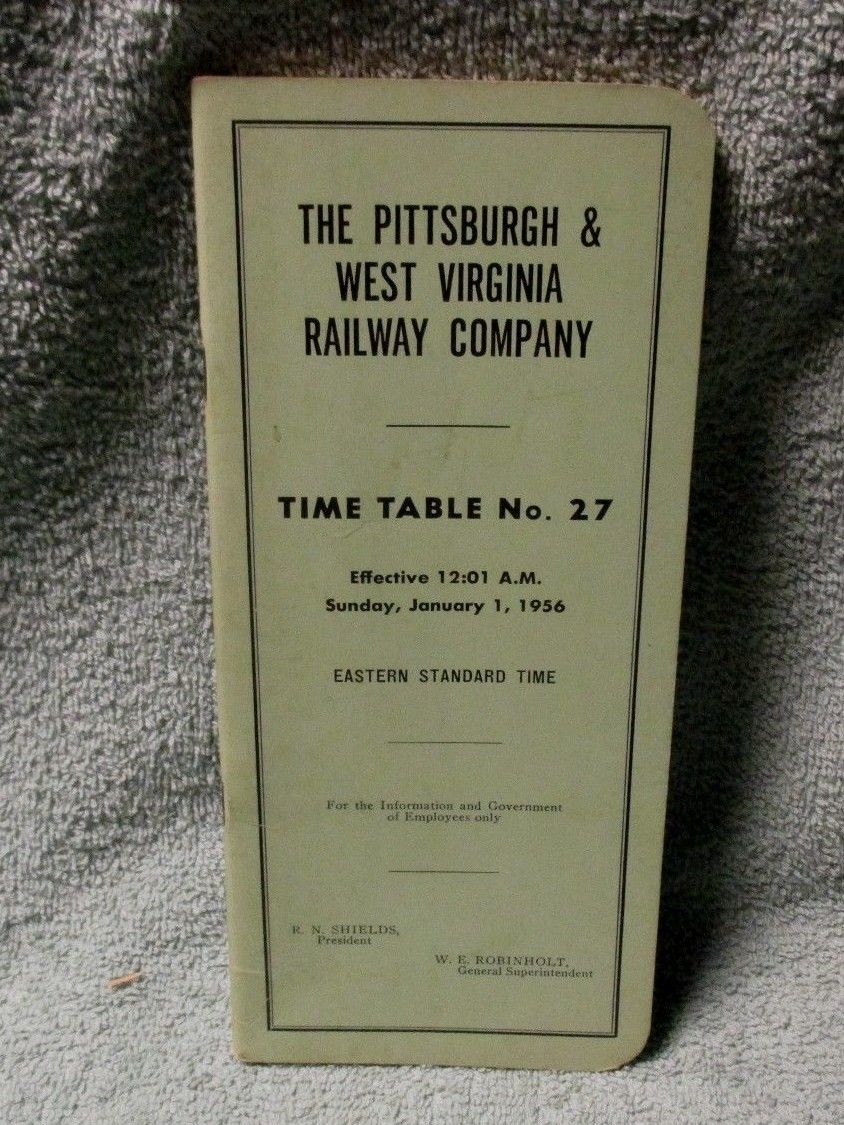 THE PITTSBURGH &
WEST VIRGINIA
RAILWAY COMPANY
TIME TABLE No. 27
Effective 12:01 A.M.
Sunday, January 1, 1956
EASTERN STANDARD TIME
For the Information and Government
of Employees only
R. N. SHIELDS,
President
W. E. ROBINHOLT,
General Superintendent